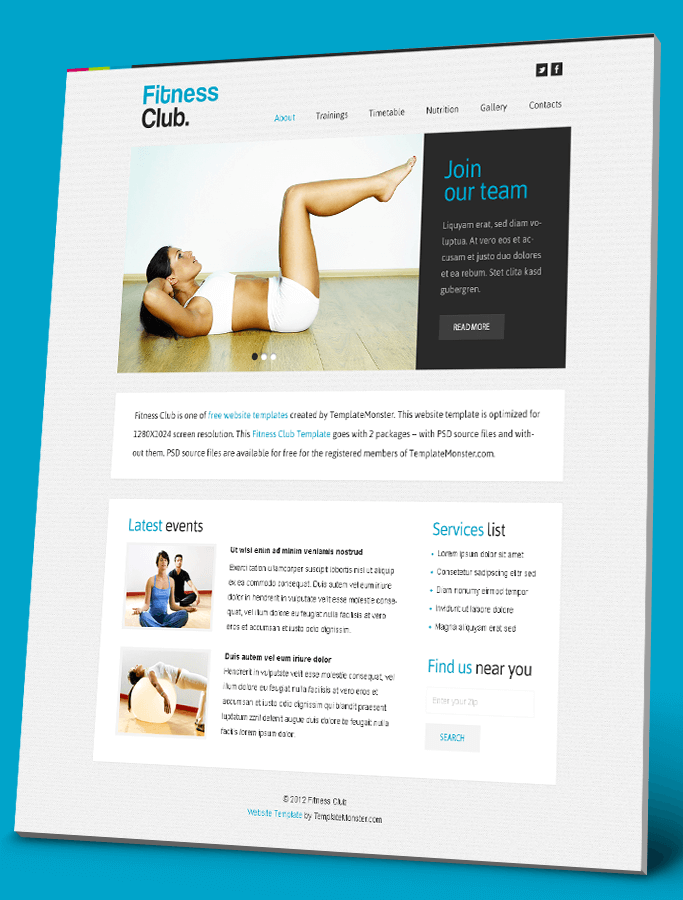 Fitness
Club.
About Trainings Timetable Nutrition Gallery Contacts
Join
our team
Liquyam erat, sed diam vo-
luptua. At vero eos et ac-
cusam et justo duo dolores
et ea rebum. Stet clita kasd
gubergren.
READ MORE
Fitness Club is one of free website templates created by TemplateMonster. This website template is optimized for
1280X1024 screen resolution. This Fitness Club Template goes with 2 packages – with PSD source files and with-
out them. PSD source files are available for free for the registered members of TemplateMonster.com.
Latest events
Ut wisi enim ad minim veniamis nostrud
Exerci tation ullamcorper suscipit lobortis nisl ut aliquip
ex ea commodo consequat. Duis autem vel eum iriure
dolor in hendrerit in vulputate velit esse molestie conse-
quat, vel illum dolore eu feugiat nulla facilisis at vero
eros et accumsan et iusto odio dignissim.
Duis autem vel eum iriure dolor
Hendrerit in vulputate velit esse molestie consequat, vel
illum dolore eu feugiat nulla facilisis at vero eros et
accumsan et iusto odio dignissim qui blandit praesent
luptatum zzril delenit augue duis dolore te feugait nulla
facilis lorem ipsum dolor.
Services list
Lorem ipsum dolor sit amet
Consetetur sadipscing elitr sed
Diam nonumy eirmod tempor
Invidunt ut labore dolore
Magna aliquyam erat sed
Find us near you
Enter your Zip
SEARCH
© 2012 Fitness Club
Website Template by TemplateMonster.com